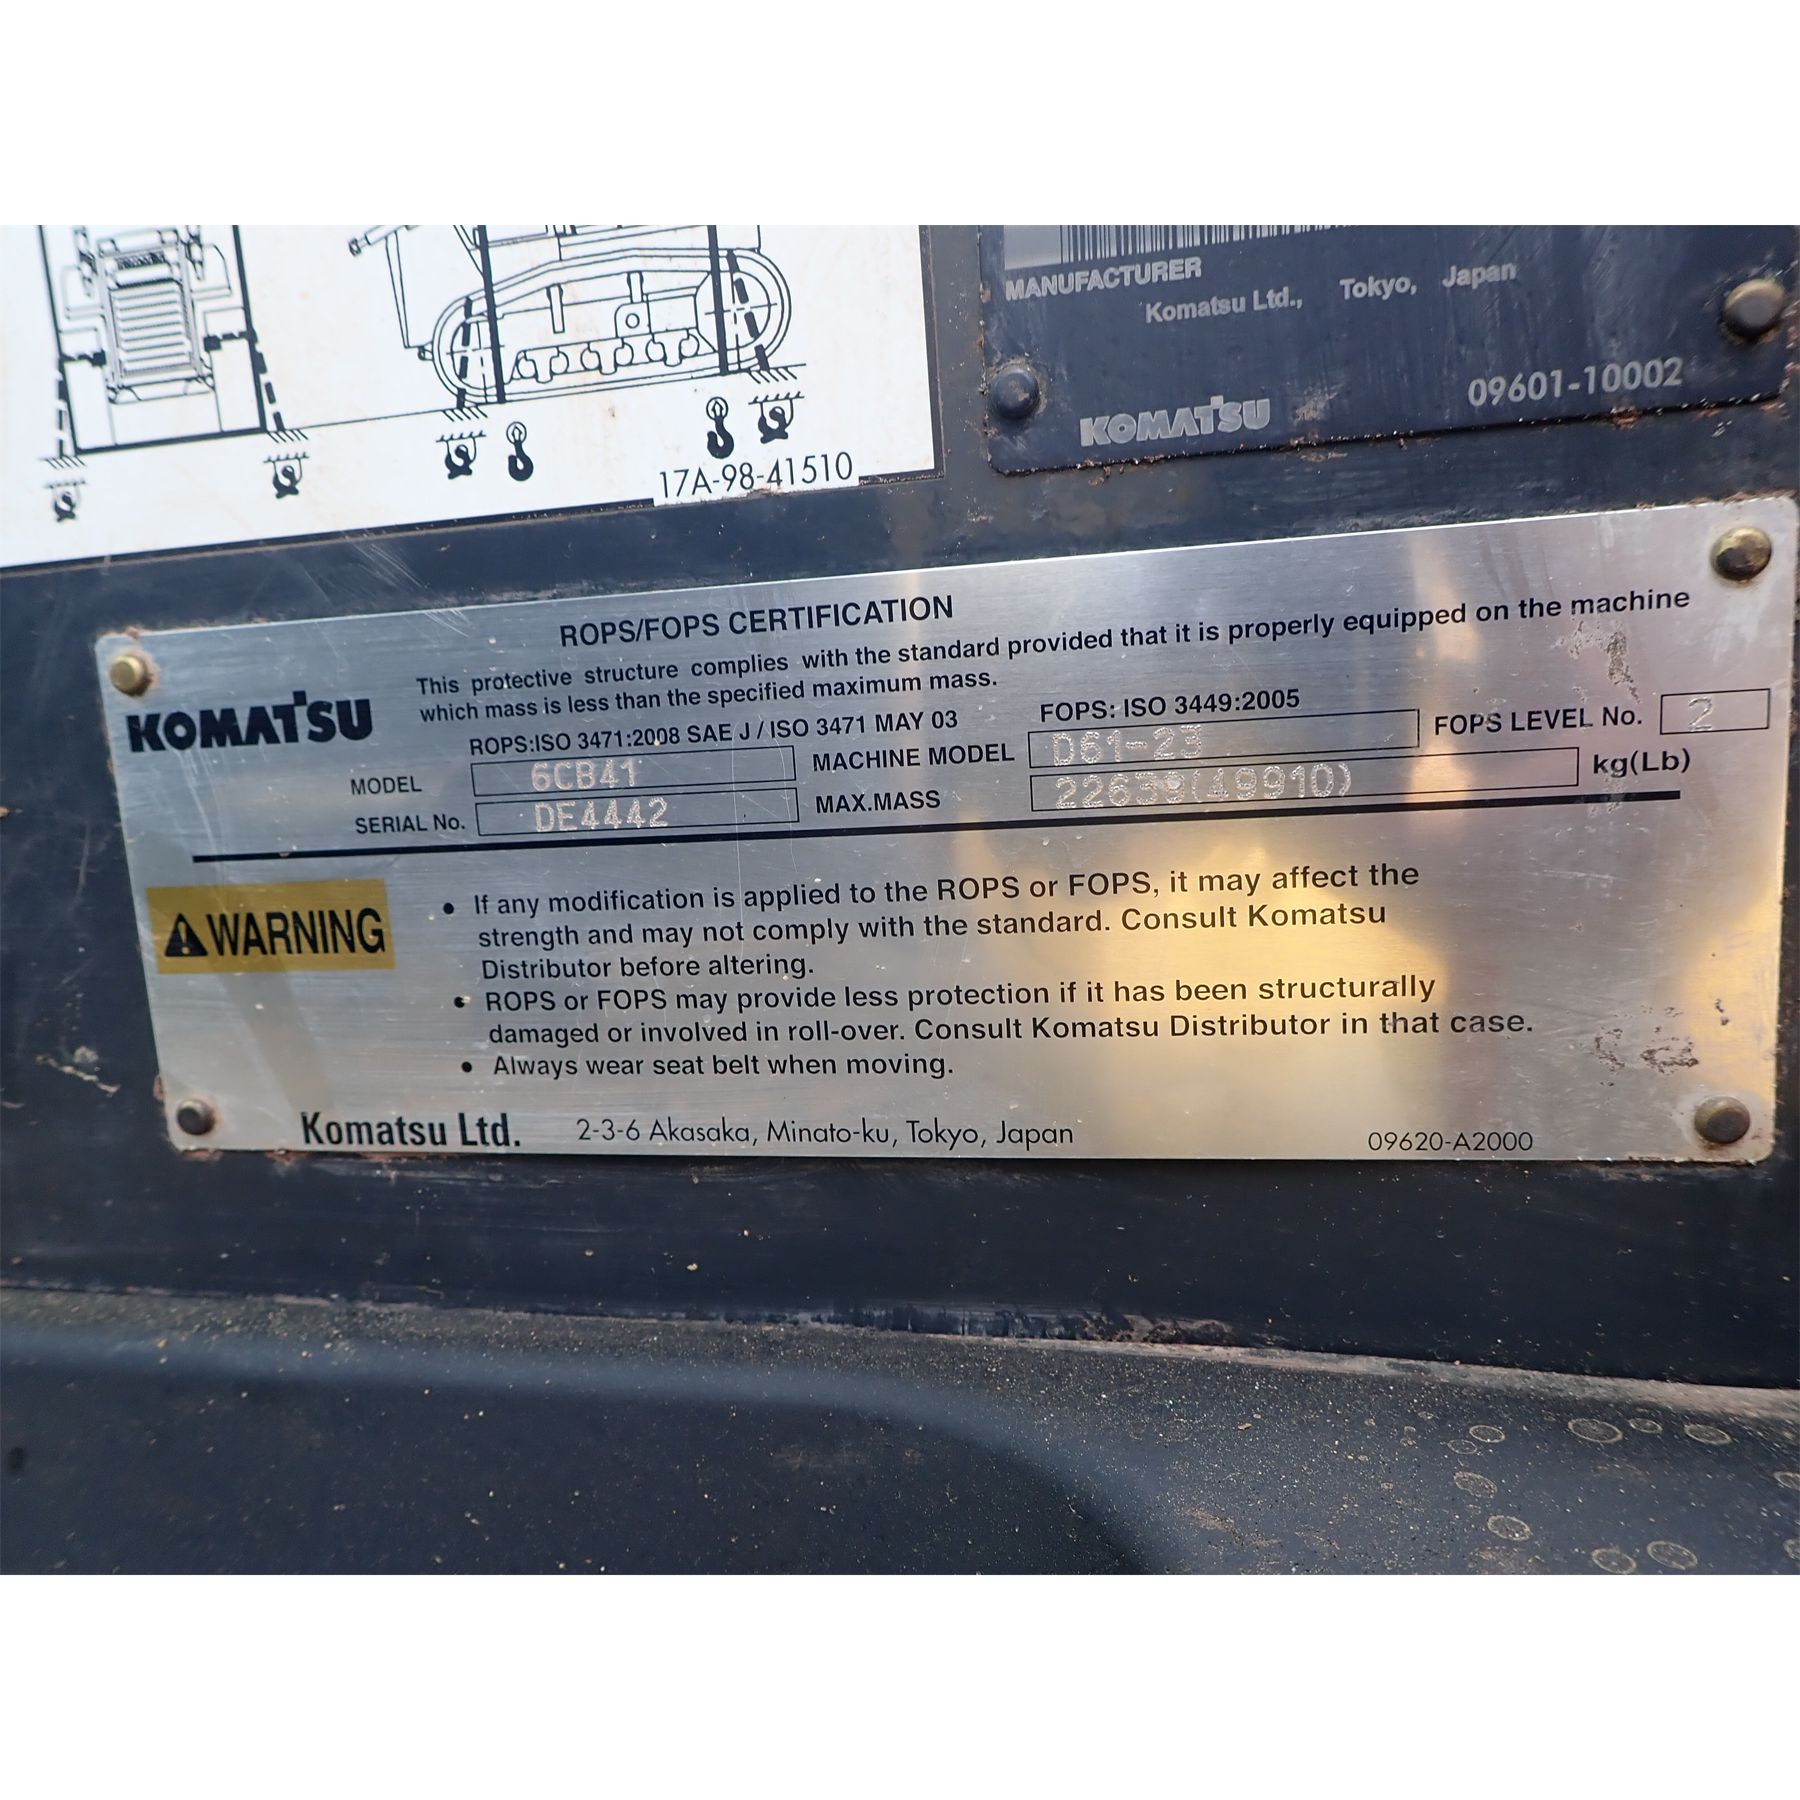 17A-98-41510
MANUFACTURER
Komatsu Ltd., Tokyo, Japan
KOMATSU
09601-10002
ROPS/FOPS CERTIFICATION
This protective structure complies with the standard provided that it is properly equipped on the machine
which mass is less than the specified maximum mass.
KOMATSU
ROPS:ISO 3471:2008 SAE J / ISO 3471 MAY 03 FOPS: ISO 3449:2005
MODEL 6CB41 MACHINE MODEL D61-23 FOPS LEVEL No. 2
SERIAL No. DE4442 MAX.MASS 22639(49910) kg(Lb)
WARNING
• If any modification is applied to the ROPS or FOPS, it may affect the
strength and may not comply with the standard. Consult Komatsu
Distributor before altering.
• ROPS or FOPS may provide less protection if it has been structurally
damaged or involved in roll-over. Consult Komatsu Distributor in that case.
• Always wear seat belt when moving.
Komatsu Ltd. 2-3-6 Akasaka, Minato-ku, Tokyo, Japan
09620-A2000